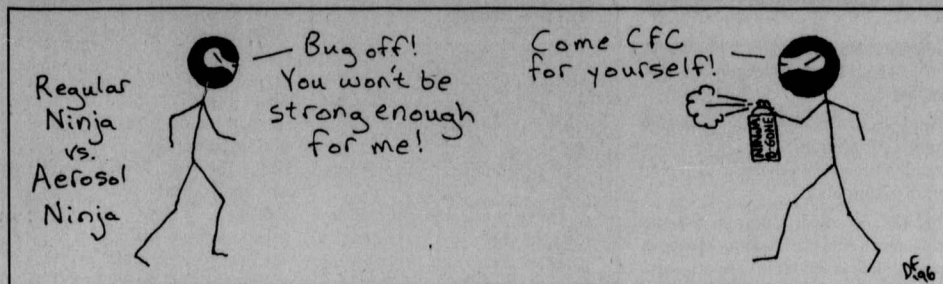 Regular
Ninja
vs.
Aerosol
Ninja
Bug off!
You won't be
strong enough
for me!
Come CFC
for yourself!
NINJA
B-GONE
DF.96